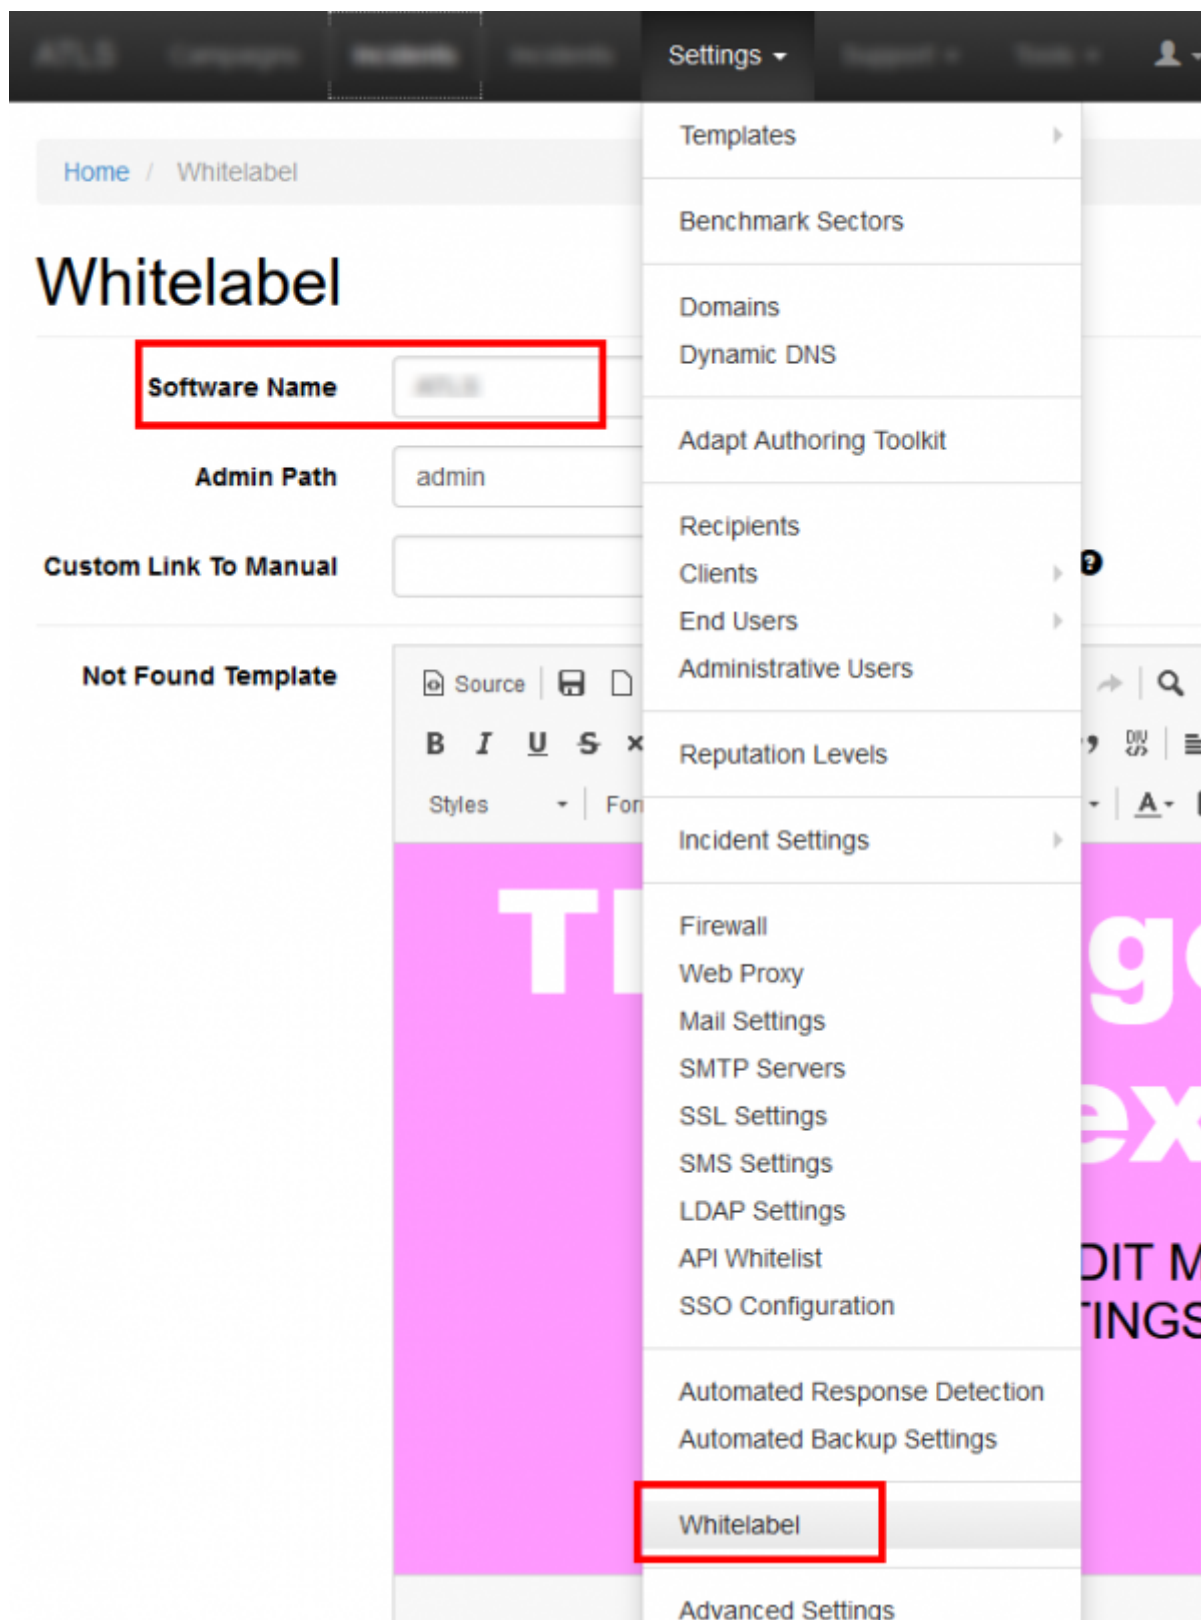 Settings
Home / Whitelabel
Whitelabel
Software Name
Admin Path admin
Custom Link To Manual
Not Found Template
Source
B I U S
Styles
A
DIV
Templates
Benchmark Sectors
Domains
Dynamic DNS
Adapt Authoring Toolkit
Recipients
Clients
End Users
Administrative Users
Reputation Levels
Incident Settings
Firewall
Web Proxy
Mail Settings
SMTP Servers
SSL Settings
SMS Settings
LDAP Settings
API Whitelist
SSO Configuration
Automated Response Detection
Automated Backup Settings
Whitelabel
Advanced Settings